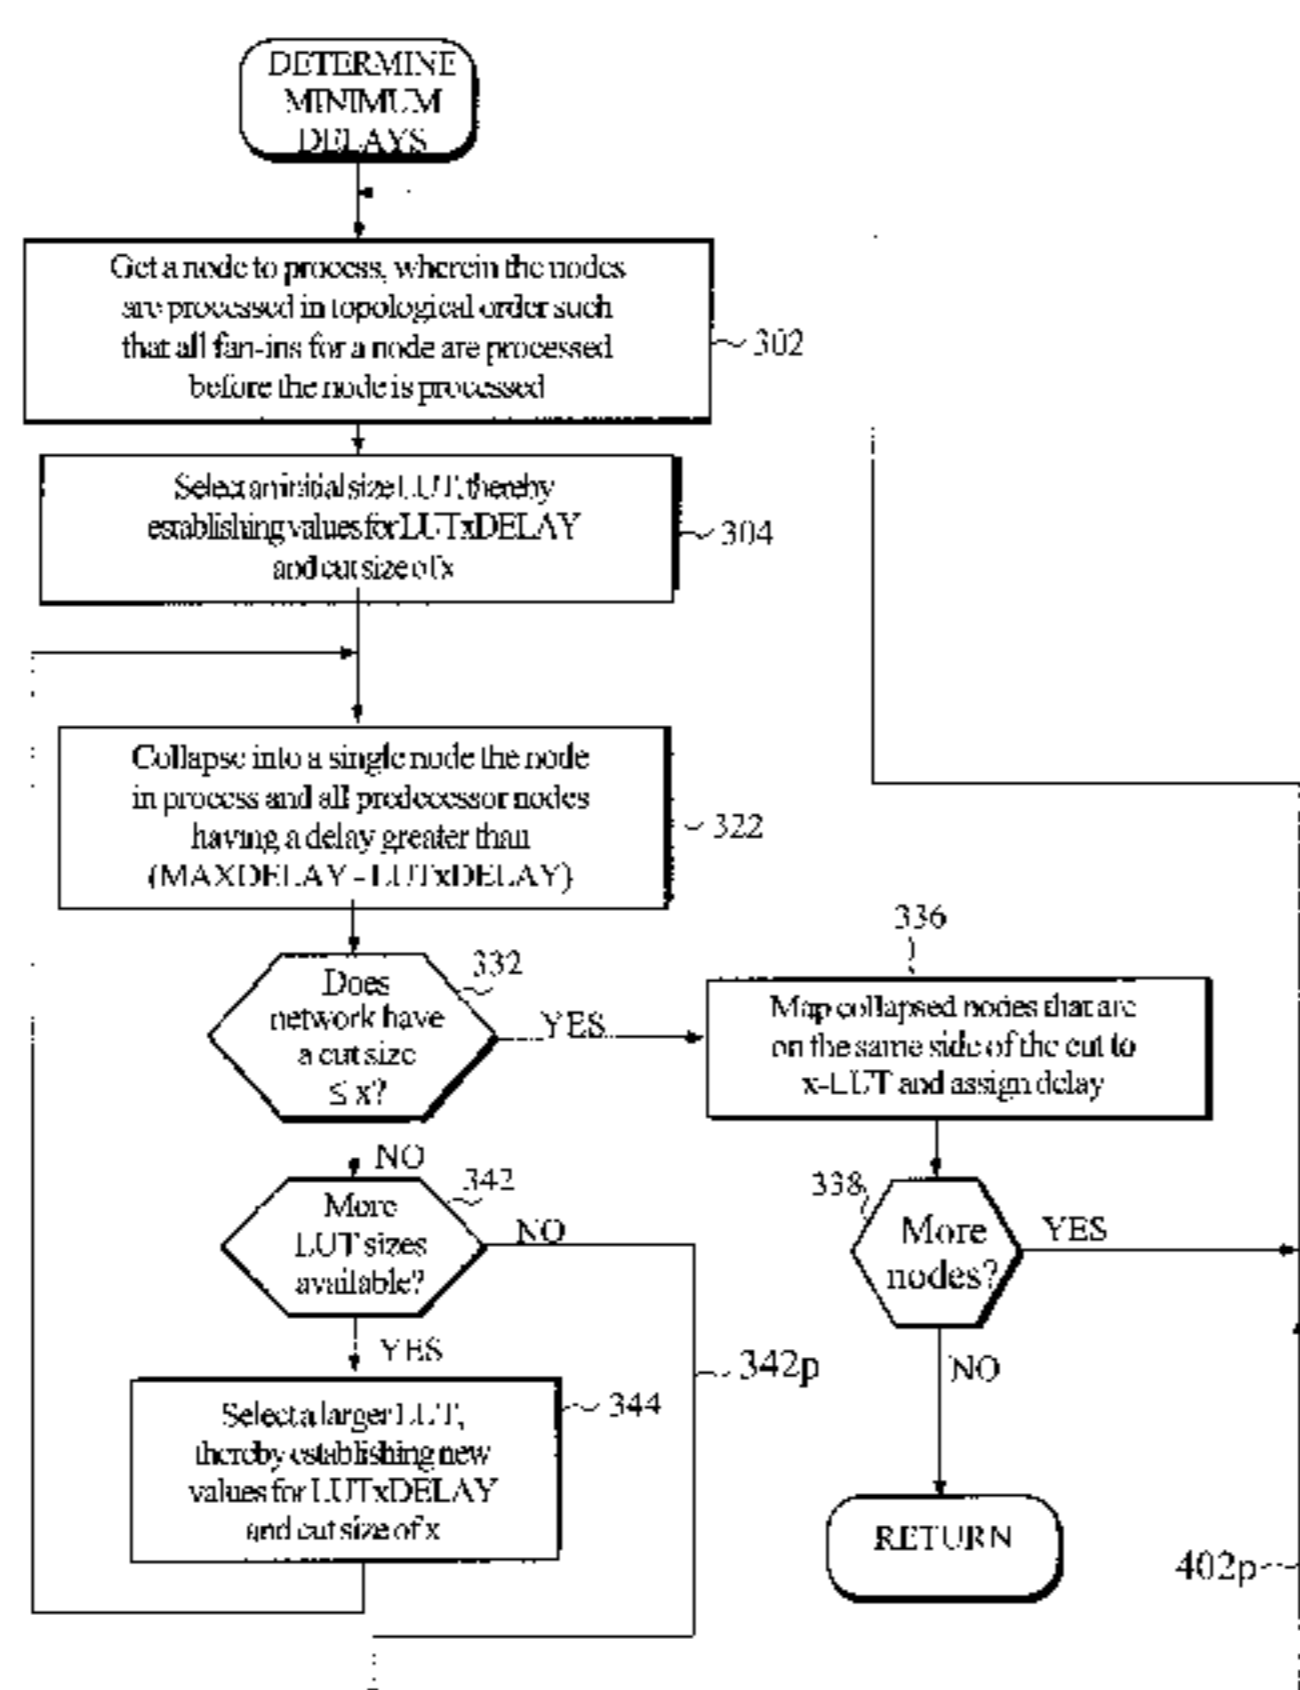 DETERMINE
MINIMUM
DELAYS
Get a node to process, wherein the nodes
are processed in topological order such
that all fan-ins for a node are processed
before the node is processed
302
Select an initial size LUT, thereby
establishing values for LUTxDELAY
and cut size of x
304
Collapse into a single node the node
in process and all predecessor nodes
having a delay greater than
(MAXDELAY - LUTxDELAY)
322
Does
network have
a cut size
≤ x?
332
YES
336
Map collapsed nodes that are
on the same side of the cut to
x-LUT and assign delay
NO
342
More
LUT sizes
available?
NO
338
More
nodes?
YES
YES
342p
NO
Select a larger LUT,
thereby establishing new
values for LUTxDELAY
and cut size of x
344
RETURN
402p